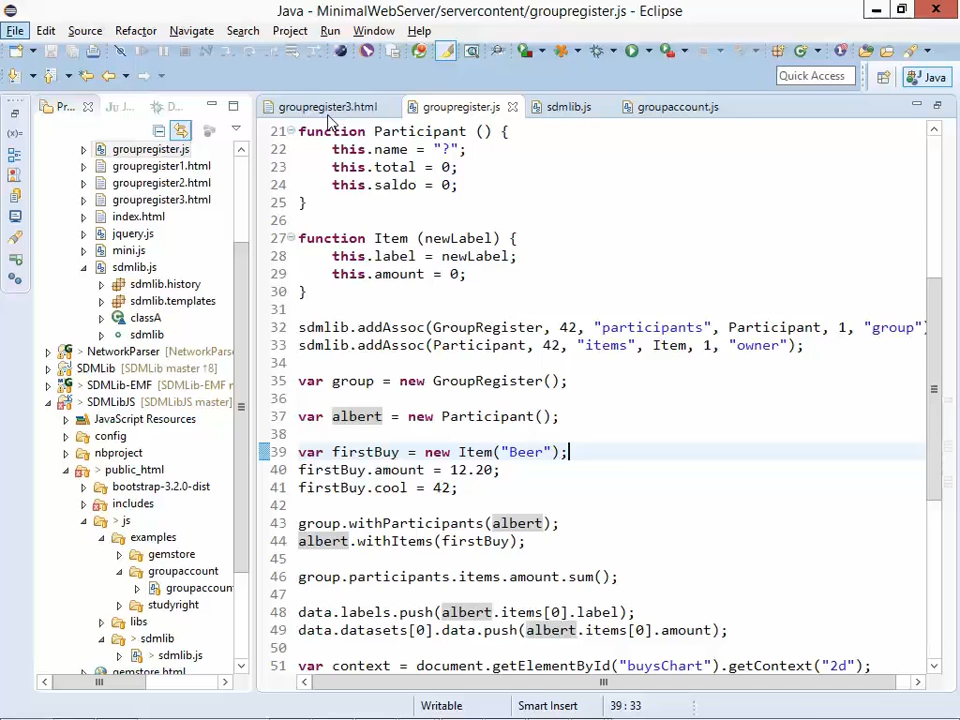 Java - MinimalWebServer/servercontent/groupregister.js - Eclipse
File Edit Source Refactor Navigate Search Project Run Window Help
Quick Access Java
Pr... J... D...
groupregister3.html groupregister.js sdmlib.js groupaccount.js
groupregister.js
groupregister1.html
groupregister2.html
groupregister3.html
index.html
jquery.js
mini.js
sdmlib.js
sdmlib.history
sdmlib.templates
classA
sdmlib
> NetworkParser [NetworkParser
SDMLib [SDMLib master ↑8]
> SDMLib-EMF [SDMLib-EMF
> SDMLibJS [SDMLibJS master]
JavaScript Resources
config
nbproject
> public_html
bootstrap-3.2.0-dist
includes
> js
examples
gemstore
groupaccount
groupaccount
studyright
libs
> sdmlib
> sdmlib.js
gemstore.html
21 function Participant () {
22 this.name = "?";
23 this.total = 0;
24 this.saldo = 0;
25 }
26
27 function Item (newLabel) {
28 this.label = newLabel;
29 this.amount = 0;
30 }
31
32 sdmlib.addAssoc(GroupRegister, 42, "participants", Participant, 1, "group"
33 sdmlib.addAssoc(Participant, 42, "items", Item, 1, "owner");
34
35 var group = new GroupRegister();
36
37 var albert = new Participant();
38
39 var firstBuy = new Item("Beer");
40 firstBuy.amount = 12.20;
41 firstBuy.cool = 42;
42
43 group.withParticipants(albert);
44 albert.withItems(firstBuy);
45
46 group.participants.items.amount.sum();
47
48 data.labels.push(albert.items[0].label);
49 data.datasets[0].data.push(albert.items[0].amount);
50
51 var context = document.getElementById("buysChart").getContext("2d");
Writable Smart Insert 39 : 33